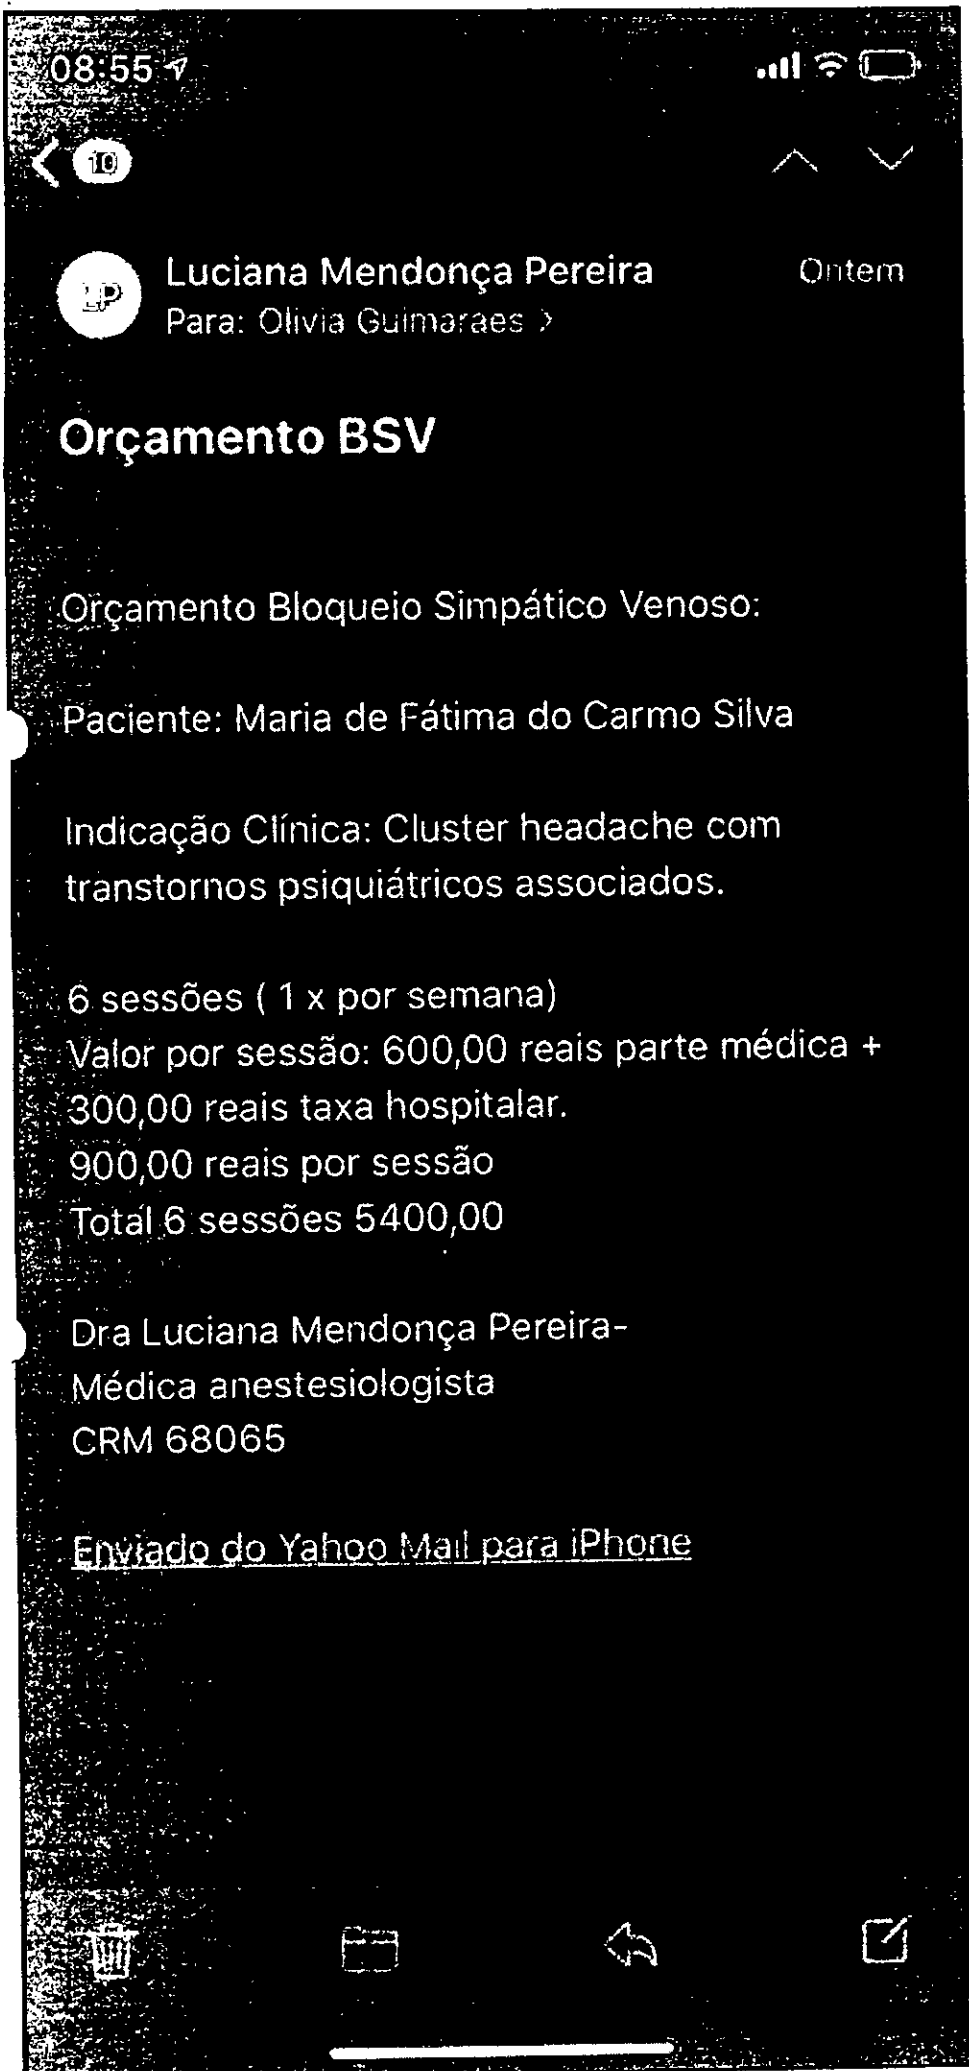 08:55
10
Luciana Mendonça Pereira
Ontem
LP
Para: Olivia Guimaraes >
Orçamento BSV
Orçamento Bloqueio Simpático Venoso:
Paciente: Maria de Fátima do Carmo Silva
Indicação Clínica: Cluster headache com
transtornos psiquiátricos associados.
6 sessões ( 1 x por semana)
Valor por sessão: 600,00 reais parte médica +
300,00 reais taxa hospitalar.
900,00 reais por sessão
Total 6 sessões 5400,00
Dra Luciana Mendonça Pereira-
Médica anestesiologista
CRM 68065
Enviado do Yahoo Mail para iPhone